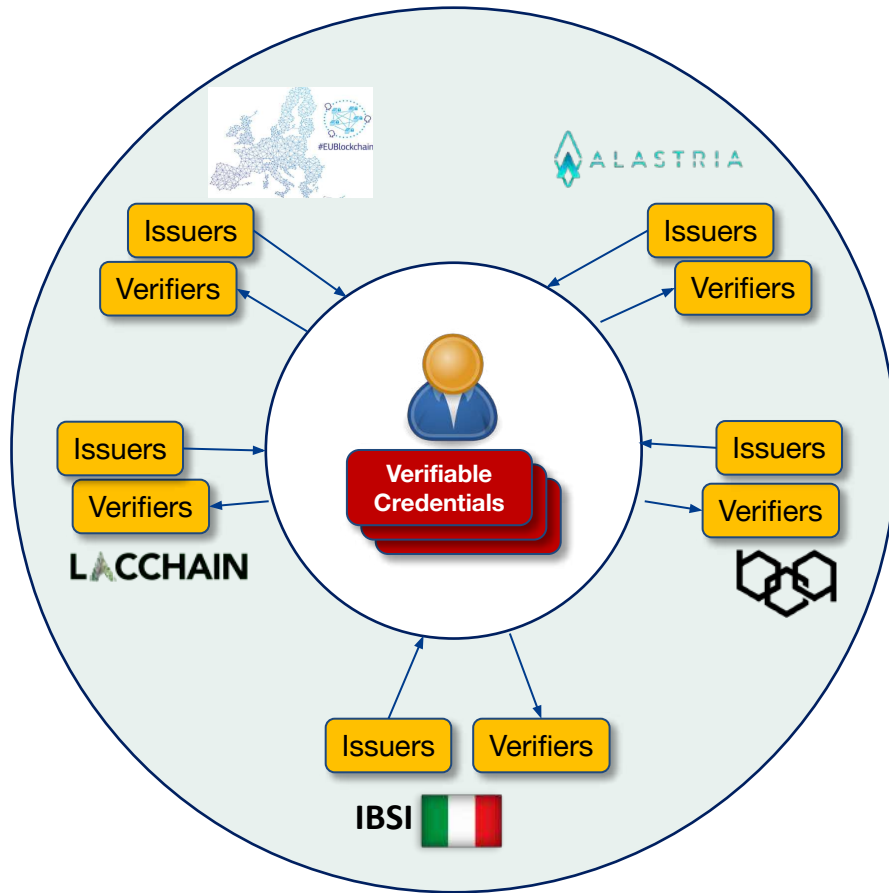 #EUBlockchain
ALASTRIA
Issuers
Verifiers
Issuers
Verifiers
Verifiable
Credentials
Issuers
Verifiers
LACCHAIN
Issuers
Verifiers
Issuers
Verifiers
IBSI